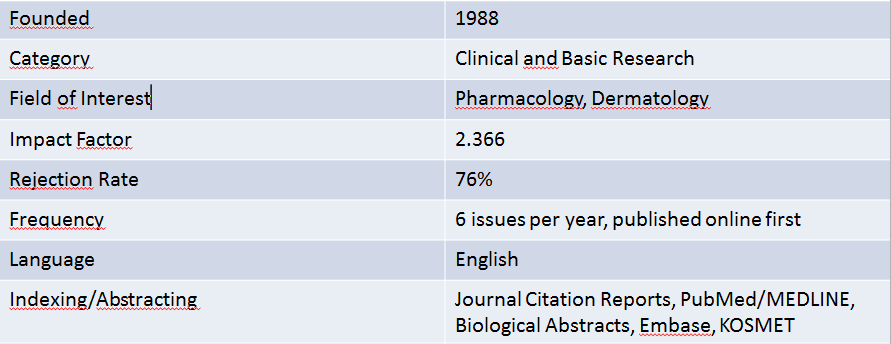 Founded 1988
Category Clinical and Basic Research
Field of Interest Pharmacology, Dermatology
Impact Factor 2.366
Rejection Rate 76%
Frequency 6 issues per year, published online first
Language English
Indexing/Abstracting Journal Citation Reports, PubMed/MEDLINE,
Biological Abstracts, Embase, KOSMET